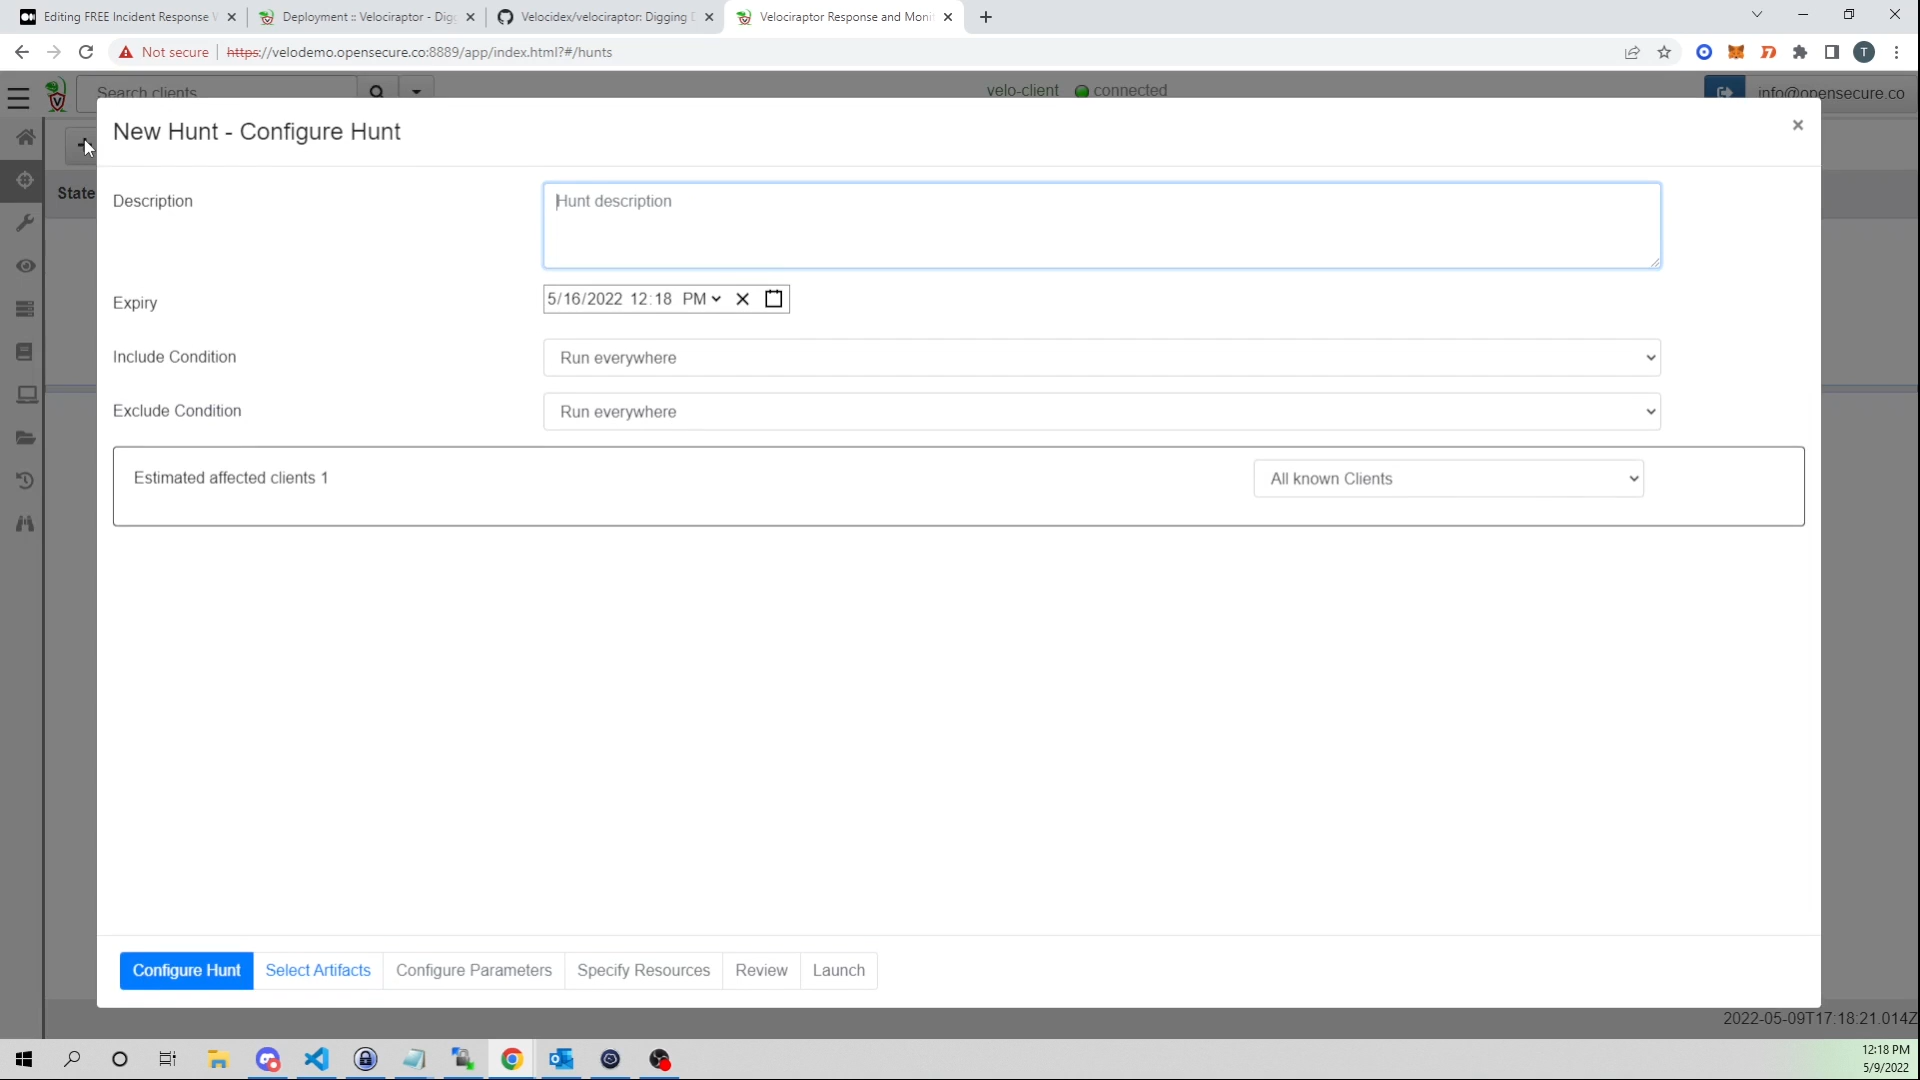 Editing FREE Incident Response
Deployment :: Velociraptor - Digg
Velocidex/velociraptor: Digging D
Velociraptor Response and Monit
Not secure
https://velodemo.opensecure.co:8889/app/index.html?#/hunts
T
Search clients
velo-client
connected
info@opensecure.co
New Hunt - Configure Hunt
×
State
Description
Hunt description
Expiry
5/16/2022 12:18 PM
Include Condition
Run everywhere
Exclude Condition
Run everywhere
Estimated affected clients 1
All known Clients
Configure Hunt
Select Artifacts
Configure Parameters
Specify Resources
Review
Launch
2022-05-09T17:18:21.014Z
12:18 PM
5/9/2022